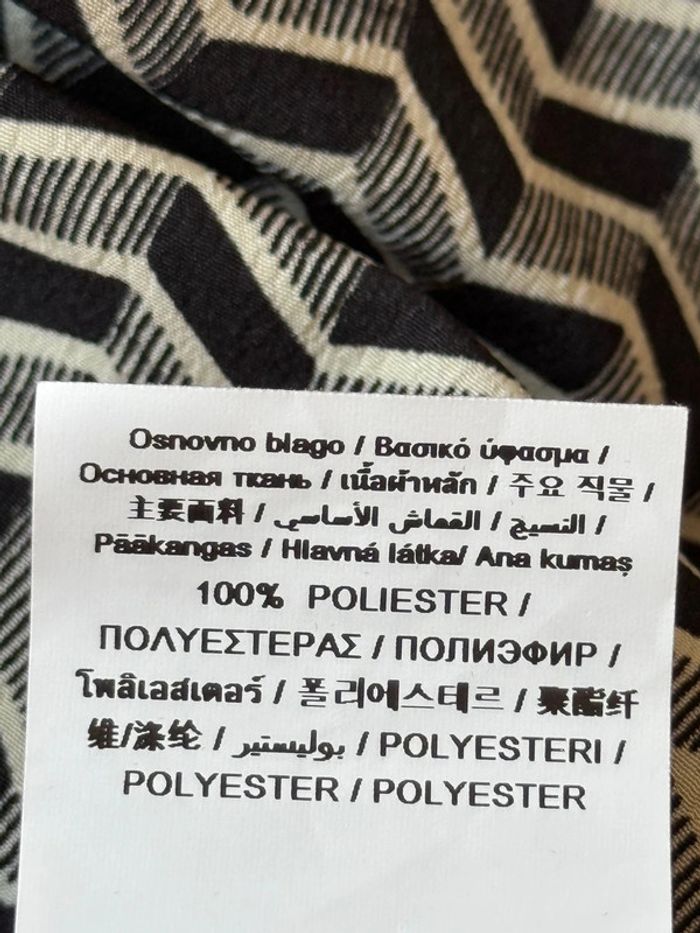 Osnovno blago / Βασικό ύφασμα /
Основная ткань / เนื้อผ้าหลัก / 주요 직물 /
主要面料 / القماش الأساسي / النسيج /
Pääkangas / Hlavná látka/ Ana kumaş
100% POLIESTER /
ΠΟΛΥΕΣΤΕΡΑΣ / ПОЛИЭФИР /
โพลิเอสเตอร์ / 폴리에스테르 / 聚酯纤
维/涤纶 / بوليستير / POLYESTERI /
POLYESTER / POLYESTER